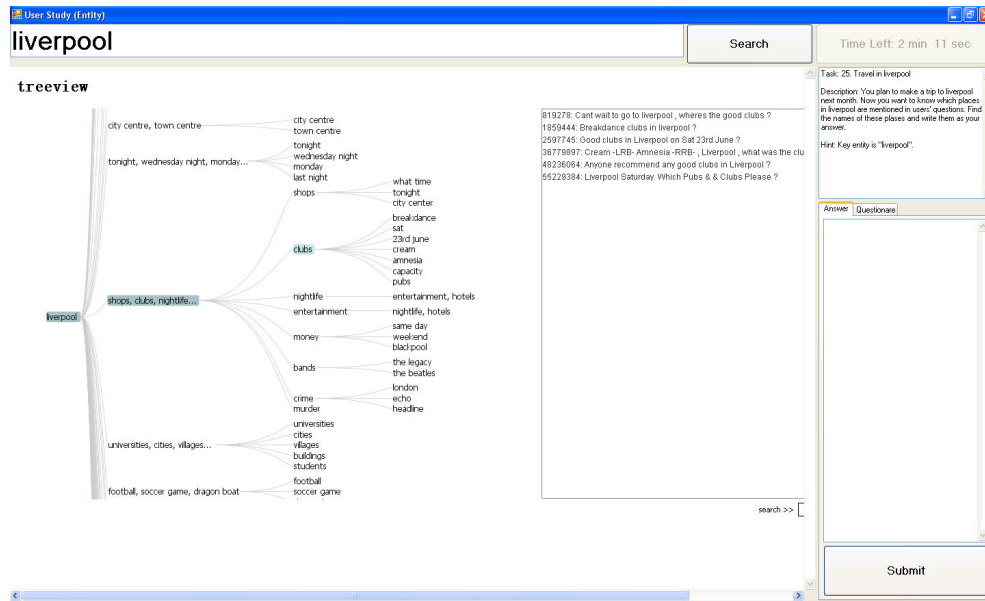 User Study (Entity)
liverpool
Search
Time Left: 2 min 11 sec
treeview
city centre, town centre
city centre
town centre
tonight, wednesday night, monday...
tonight
wednesday night
monday
last night
shops
what time
tonight
city center
clubs
breakdance
sat
23rd june
cream
amnesia
capacity
pubs
liverpool
shops, clubs, nightlife...
nightlife
entertainment, hotels
entertainment
nightlife, hotels
money
same day
weekend
blackpool
bands
the legacy
the beatles
crime
london
echo
headline
murder
universities, cities, villages...
universities
cities
villages
buildings
students
football, soccer game, dragon boat
football
soccer game
819278: Cant wait to go to liverpool , wheres the good clubs ?
1859444: Breakdance clubs in liverpool ?
2597745: Good clubs in Liverpool on Sat 23rd June ?
36779897: Cream -LRB- Amnesia -RRB- , Liverpool , what was the clu
48236064: Anyone recommend any good clubs in Liverpool ?
55229384: Liverpool Saturday. Which Pubs & & Clubs Please ?
search >>
Task: 25. Travel in liverpool
Description: You plan to make a trip to liverpool
next month. Now you want to know which places
in liverpool are mentioned in users' questions. Find
the names of these plases and write them as your
answer.
Hint: Key entity is "liverpool".
Answer
Questionare
Submit